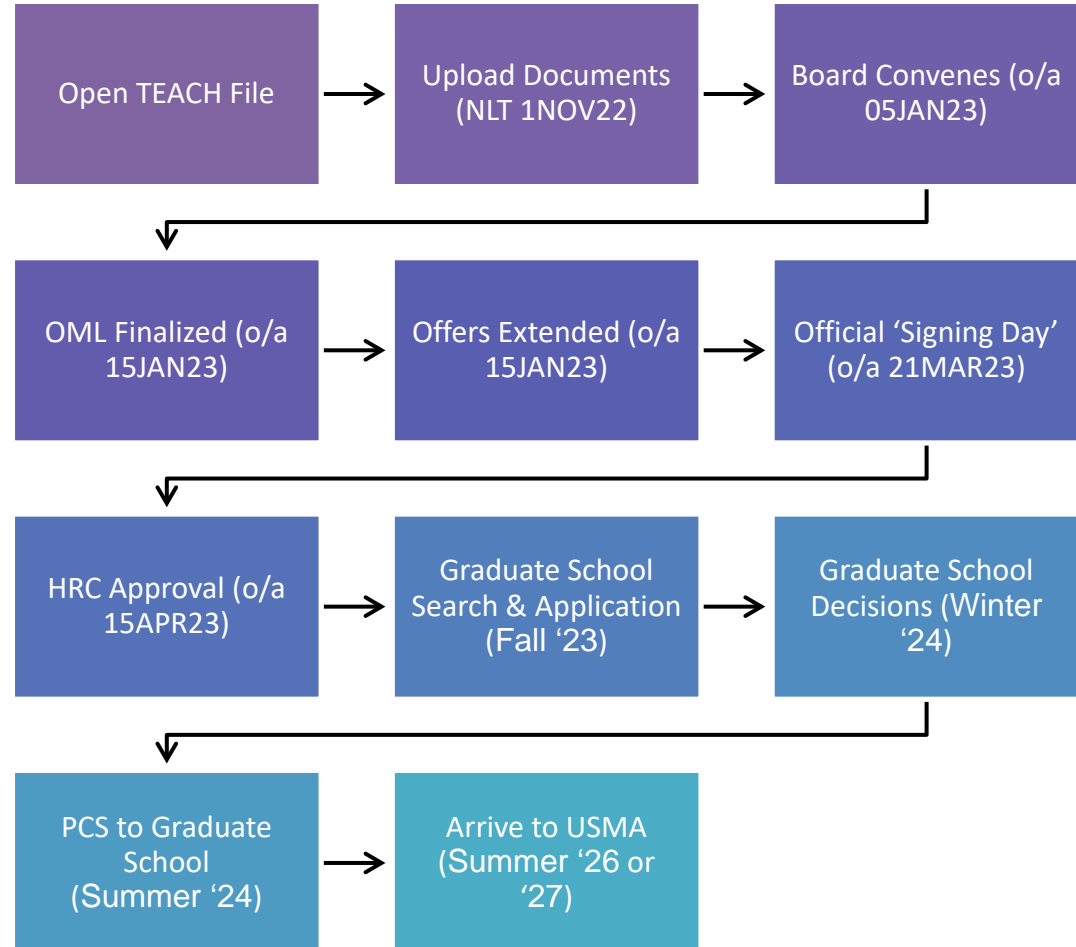 Open TEACH File
Upload Documents
(NLT 1NOV22)
Board Convenes (o/a
05JAN23)
OML Finalized (o/a
15JAN23)
Offers Extended (o/a
15JAN23)
Official ‘Signing Day’
(o/a 21MAR23)
HRC Approval (o/a
15APR23)
Graduate School
Search & Application
(Fall ‘23)
Graduate School
Decisions (Winter
‘24)
PCS to Graduate
School
(Summer ‘24)
Arrive to USMA
(Summer ‘26 or
‘27)